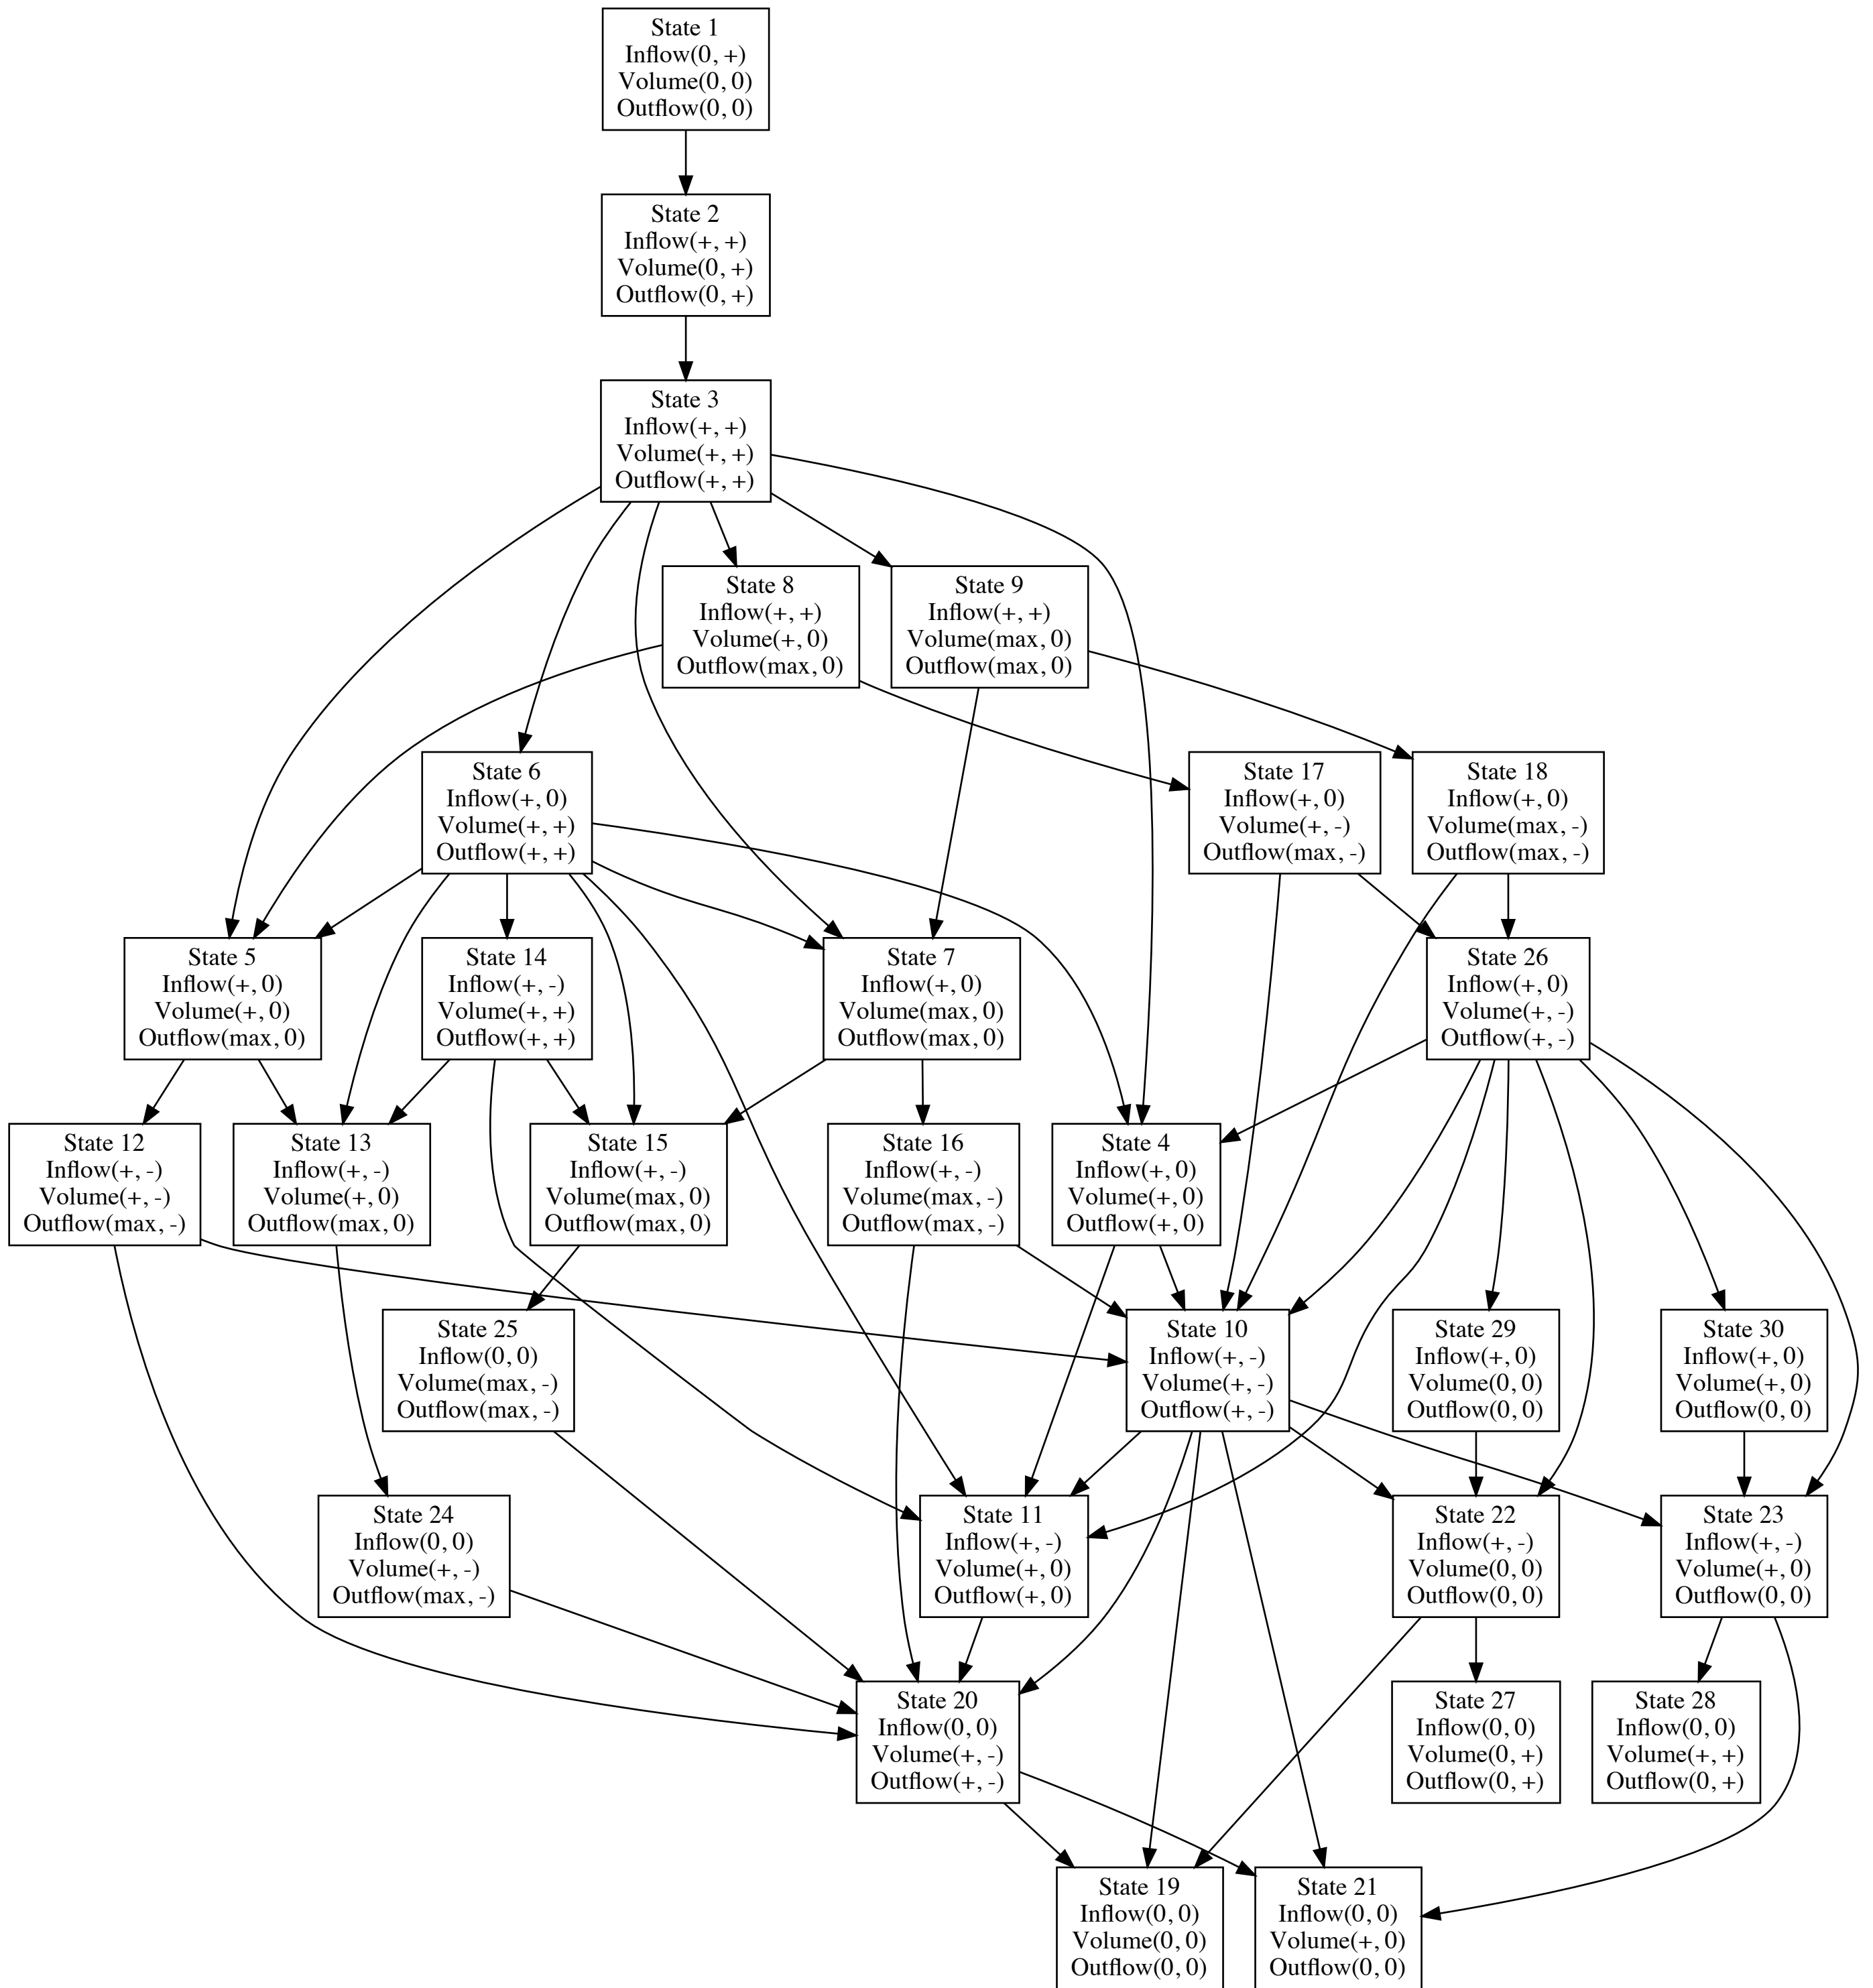 State 1
Inflow(0, +)
Volume(0, 0)
Outflow(0, 0)
State 2
Inflow(+, +)
Volume(0, +)
Outflow(0, +)
State 3
Inflow(+, +)
Volume(+, +)
Outflow(+, +)
State 8
Inflow(+, +)
Volume(+, 0)
Outflow(max, 0)
State 9
Inflow(+, +)
Volume(max, 0)
Outflow(max, 0)
State 6
Inflow(+, 0)
Volume(+, +)
Outflow(+, +)
State 17
Inflow(+, 0)
Volume(+, -)
Outflow(max, -)
State 18
Inflow(+, 0)
Volume(max, -)
Outflow(max, -)
State 5
Inflow(+, 0)
Volume(+, 0)
Outflow(max, 0)
State 14
Inflow(+, -)
Volume(+, +)
Outflow(+, +)
State 7
Inflow(+, 0)
Volume(max, 0)
Outflow(max, 0)
State 26
Inflow(+, 0)
Volume(+, -)
Outflow(+, -)
State 12
Inflow(+, -)
Volume(+, -)
Outflow(max, -)
State 13
Inflow(+, -)
Volume(+, 0)
Outflow(max, 0)
State 15
Inflow(+, -)
Volume(max, 0)
Outflow(max, 0)
State 16
Inflow(+, -)
Volume(max, -)
Outflow(max, -)
State 4
Inflow(+, 0)
Volume(+, 0)
Outflow(+, 0)
State 25
Inflow(0, 0)
Volume(max, -)
Outflow(max, -)
State 10
Inflow(+, -)
Volume(+, -)
Outflow(+, -)
State 29
Inflow(+, 0)
Volume(0, 0)
Outflow(0, 0)
State 30
Inflow(+, 0)
Volume(+, 0)
Outflow(0, 0)
State 24
Inflow(0, 0)
Volume(+, -)
Outflow(max, -)
State 11
Inflow(+, -)
Volume(+, 0)
Outflow(+, 0)
State 22
Inflow(+, -)
Volume(0, 0)
Outflow(0, 0)
State 23
Inflow(+, -)
Volume(+, 0)
Outflow(0, 0)
State 20
Inflow(0, 0)
Volume(+, -)
Outflow(+, -)
State 27
Inflow(0, 0)
Volume(0, +)
Outflow(0, +)
State 28
Inflow(0, 0)
Volume(+, +)
Outflow(0, +)
State 19
Inflow(0, 0)
Volume(0, 0)
Outflow(0, 0)
State 21
Inflow(0, 0)
Volume(+, 0)
Outflow(0, 0)